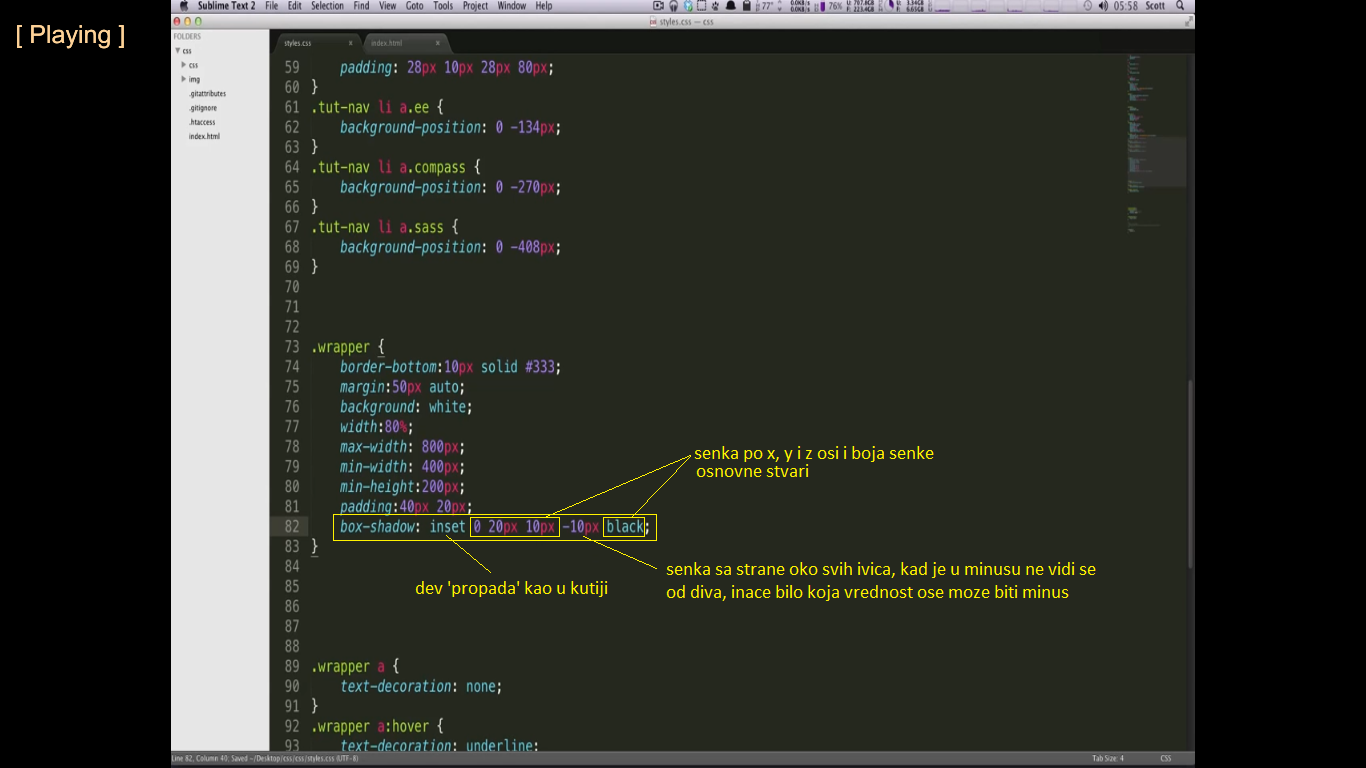 Sublime Text 2 File Edit Selection Find View Goto Tools Project Window Help 77° 76% 05:58 Scott
styles.css — css
[ Playing ]
FOLDERS
css
css
img
.gitattributes
.gitignore
.htaccess
index.html
styles.css index.html
59 padding: 28px 10px 28px 80px;
60 }
61 .tut-nav li a.ee {
62 background-position: 0 -134px;
63 }
64 .tut-nav li a.compass {
65 background-position: 0 -270px;
66 }
67 .tut-nav li a.sass {
68 background-position: 0 -408px;
69 }
70
71
72
73 .wrapper {
74 border-bottom:10px solid #333;
75 margin:50px auto;
76 background: white;
77 width:80%;
78 max-width: 800px;
79 min-width: 400px;
80 min-height:200px;
81 padding:40px 20px;
82 box-shadow: inset 0 20px 10px -10px black;
83 }
84
85
86
87
88
89 .wrapper a {
90 text-decoration: none;
91 }
92 .wrapper a:hover {
93 text-decoration: underline;
senka po x, y i z osi i boja senke
osnovne stvari
dev 'propada' kao u kutiji
senka sa strane oko svih ivica, kad je u minusu ne vidi se
od diva, inace bilo koja vrednost ose moze biti minus
Line 82, Column 40; Saved ~/Desktop/css/css/styles.css (UTF-8) Tab Size: 4 CSS